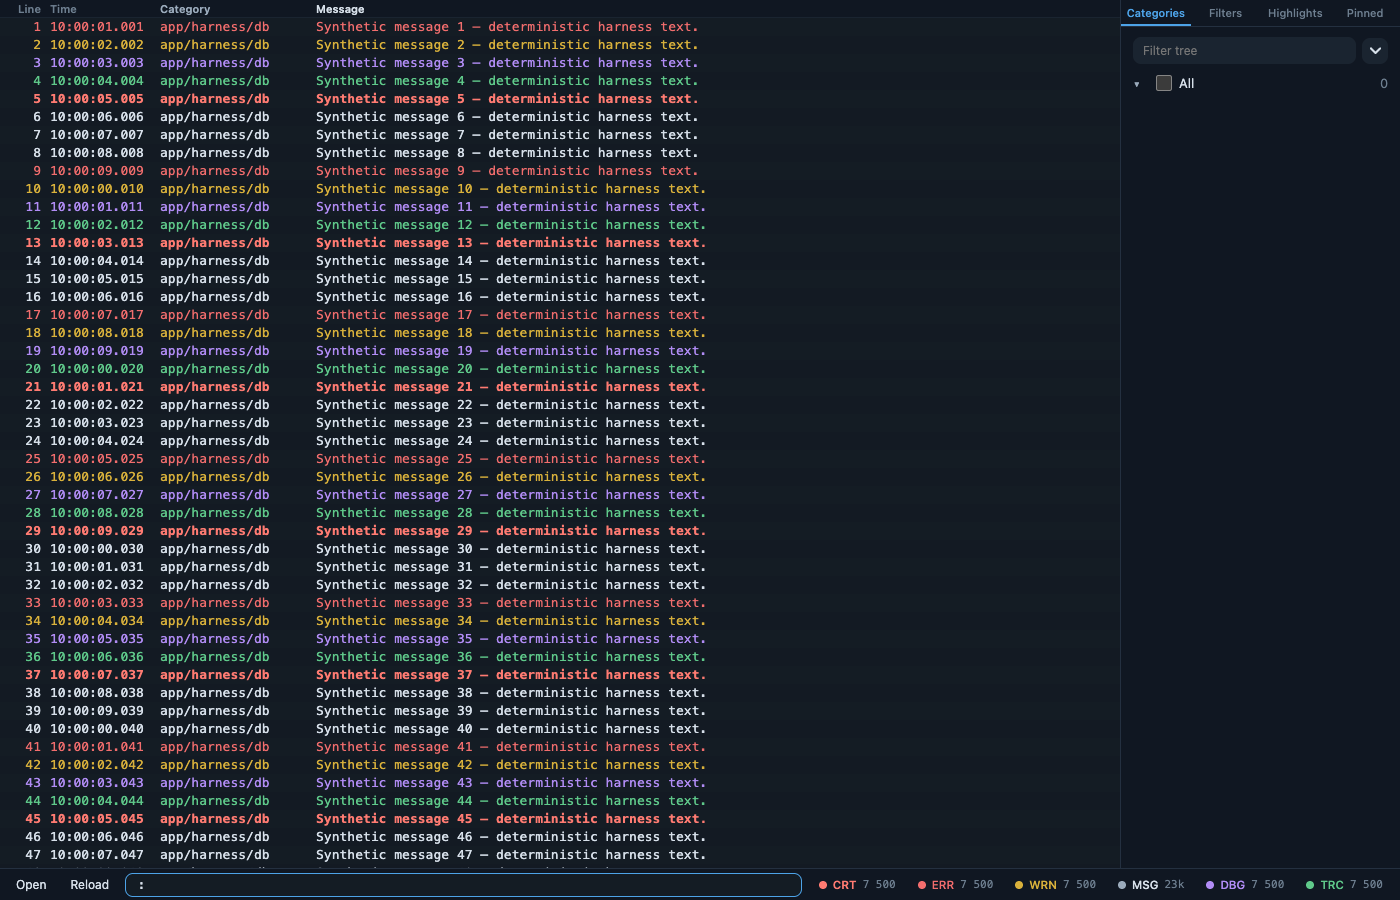 Line Time Category Message
1 10:00:01.001 app/harness/db Synthetic message 1 — deterministic harness text.
2 10:00:02.002 app/harness/db Synthetic message 2 — deterministic harness text.
3 10:00:03.003 app/harness/db Synthetic message 3 — deterministic harness text.
4 10:00:04.004 app/harness/db Synthetic message 4 — deterministic harness text.
5 10:00:05.005 app/harness/db Synthetic message 5 — deterministic harness text.
6 10:00:06.006 app/harness/db Synthetic message 6 — deterministic harness text.
7 10:00:07.007 app/harness/db Synthetic message 7 — deterministic harness text.
8 10:00:08.008 app/harness/db Synthetic message 8 — deterministic harness text.
9 10:00:09.009 app/harness/db Synthetic message 9 — deterministic harness text.
10 10:00:00.010 app/harness/db Synthetic message 10 — deterministic harness text.
11 10:00:01.011 app/harness/db Synthetic message 11 — deterministic harness text.
12 10:00:02.012 app/harness/db Synthetic message 12 — deterministic harness text.
13 10:00:03.013 app/harness/db Synthetic message 13 — deterministic harness text.
14 10:00:04.014 app/harness/db Synthetic message 14 — deterministic harness text.
15 10:00:05.015 app/harness/db Synthetic message 15 — deterministic harness text.
16 10:00:06.016 app/harness/db Synthetic message 16 — deterministic harness text.
17 10:00:07.017 app/harness/db Synthetic message 17 — deterministic harness text.
18 10:00:08.018 app/harness/db Synthetic message 18 — deterministic harness text.
19 10:00:09.019 app/harness/db Synthetic message 19 — deterministic harness text.
20 10:00:00.020 app/harness/db Synthetic message 20 — deterministic harness text.
21 10:00:01.021 app/harness/db Synthetic message 21 — deterministic harness text.
22 10:00:02.022 app/harness/db Synthetic message 22 — deterministic harness text.
23 10:00:03.023 app/harness/db Synthetic message 23 — deterministic harness text.
24 10:00:04.024 app/harness/db Synthetic message 24 — deterministic harness text.
25 10:00:05.025 app/harness/db Synthetic message 25 — deterministic harness text.
26 10:00:06.026 app/harness/db Synthetic message 26 — deterministic harness text.
27 10:00:07.027 app/harness/db Synthetic message 27 — deterministic harness text.
28 10:00:08.028 app/harness/db Synthetic message 28 — deterministic harness text.
29 10:00:09.029 app/harness/db Synthetic message 29 — deterministic harness text.
30 10:00:00.030 app/harness/db Synthetic message 30 — deterministic harness text.
31 10:00:01.031 app/harness/db Synthetic message 31 — deterministic harness text.
32 10:00:02.032 app/harness/db Synthetic message 32 — deterministic harness text.
33 10:00:03.033 app/harness/db Synthetic message 33 — deterministic harness text.
34 10:00:04.034 app/harness/db Synthetic message 34 — deterministic harness text.
35 10:00:05.035 app/harness/db Synthetic message 35 — deterministic harness text.
36 10:00:06.036 app/harness/db Synthetic message 36 — deterministic harness text.
37 10:00:07.037 app/harness/db Synthetic message 37 — deterministic harness text.
38 10:00:08.038 app/harness/db Synthetic message 38 — deterministic harness text.
39 10:00:09.039 app/harness/db Synthetic message 39 — deterministic harness text.
40 10:00:00.040 app/harness/db Synthetic message 40 — deterministic harness text.
41 10:00:01.041 app/harness/db Synthetic message 41 — deterministic harness text.
42 10:00:02.042 app/harness/db Synthetic message 42 — deterministic harness text.
43 10:00:03.043 app/harness/db Synthetic message 43 — deterministic harness text.
44 10:00:04.044 app/harness/db Synthetic message 44 — deterministic harness text.
45 10:00:05.045 app/harness/db Synthetic message 45 — deterministic harness text.
46 10:00:06.046 app/harness/db Synthetic message 46 — deterministic harness text.
47 10:00:07.047 app/harness/db Synthetic message 47 — deterministic harness text.
Categories Filters Highlights Pinned
Filter tree
All 0
Open Reload : CRT 7 500 ERR 7 500 WRN 7 500 MSG 23k DBG 7 500 TRC 7 500